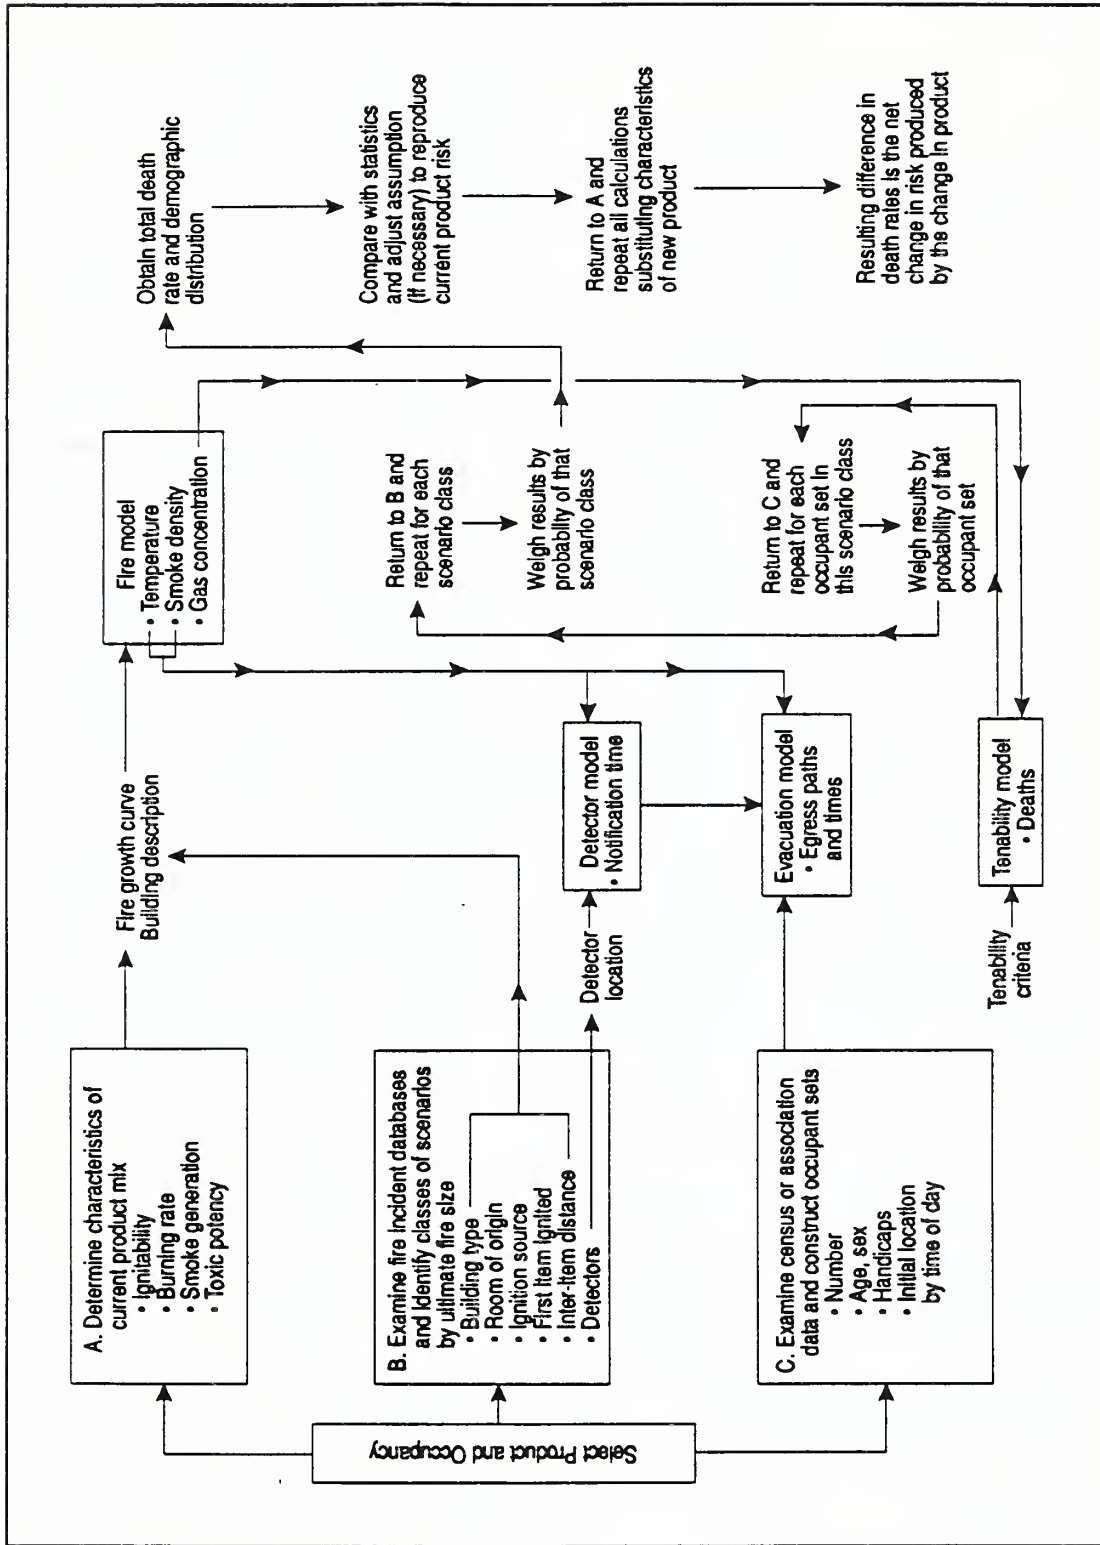 Select Product and Occupancy
A. Determine characteristics of
current product mix
• Ignitability
• Burning rate
• Smoke generation
• Toxic potency
B. Examine fire incident databases
and identify classes of scenarios
by ultimate fire size
• Building type
• Room of origin
• Ignition source
• First item ignited
• Inter-item distance
• Detectors
C. Examine census or association
data and construct occupant sets
• Number
• Age, sex
• Handicaps
• Initial location
by time of day
Fire growth curve
Building description
Detector
location
Tenability
criteria
Fire model
• Temperature
• Smoke density
• Gas concentration
Detector model
• Notification time
Evacuation model
• Egress paths
and times
Tenability model
• Deaths
Return to B and
repeat for each
scenario class
Weigh results by
probability of that
scenario class
Return to C and
repeat for each
occupant set in
this scenario class
Weigh results by
probability of that
occupant set
Obtain total death
rate and demographic
distribution
Compare with statistics
and adjust assumption
(if necessary) to reproduce
current product risk
Return to A and
repeat all calculations
substituting characteristics
of new product
Resulting difference in
death rates is the net
change in risk produced
by the change in product